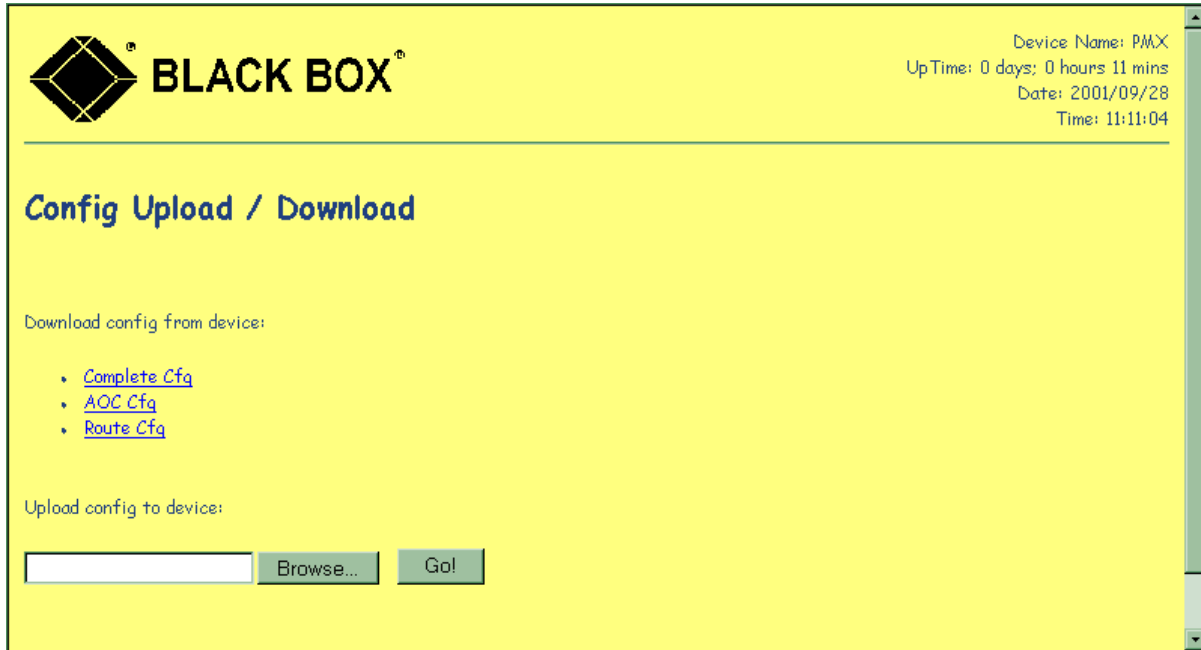 BLACK BOX®
Device Name: PMX
UpTime: 0 days; 0 hours 11 mins
Date: 2001/09/28
Time: 11:11:04
Config Upload / Download
Download config from device:
• Complete Cfg
• AOC Cfg
• Route Cfg
Upload config to device:
Browse... Go!